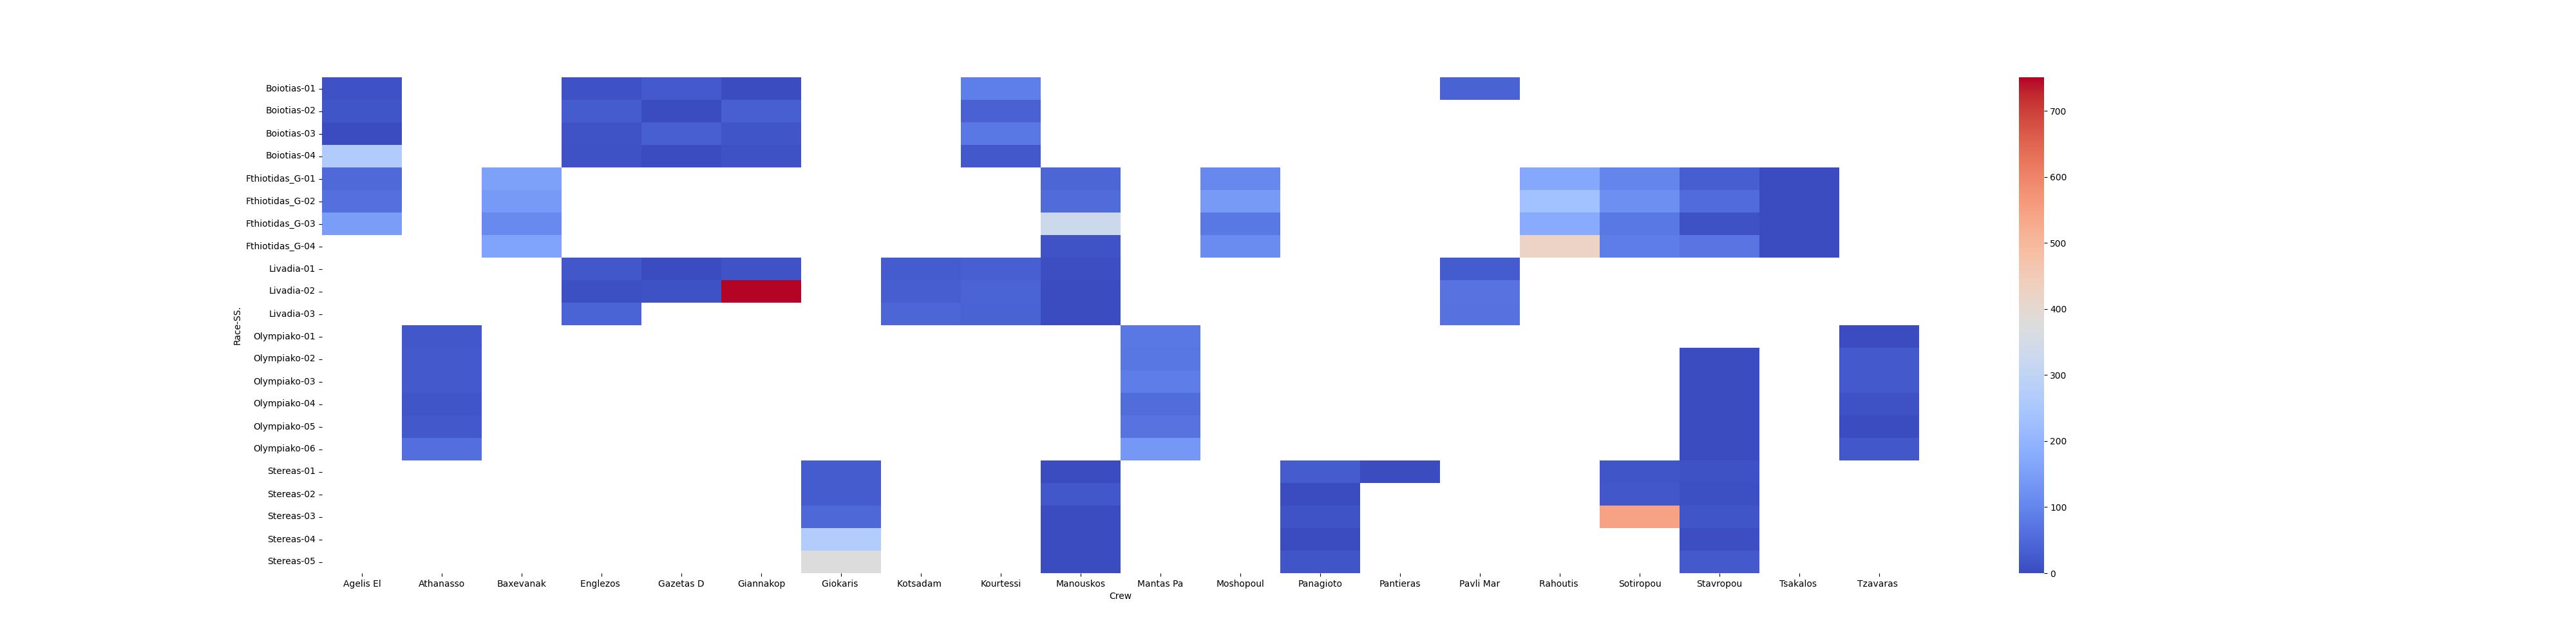 Boiotias-01
Boiotias-02
Boiotias-03
Boiotias-04
Fthiotidas_G-01
Fthiotidas_G-02
Fthiotidas_G-03
Fthiotidas_G-04
Livadia-01
Livadia-02
Livadia-03
Olympiako-01
Olympiako-02
Olympiako-03
Olympiako-04
Olympiako-05
Olympiako-06
Stereas-01
Stereas-02
Stereas-03
Stereas-04
Stereas-05
Race-SS.
Agelis El Athanasso Baxevanak Englezos Gazetas D Giannakop Giokaris Kotsadam Kourtessi Manouskos Mantas Pa Moshopoul Panagioto Pantieras Pavli Mar Rahoutis Sotiropou Stavropou Tsakalos Tzavaras
Crew
700
600
500
400
300
200
100
0